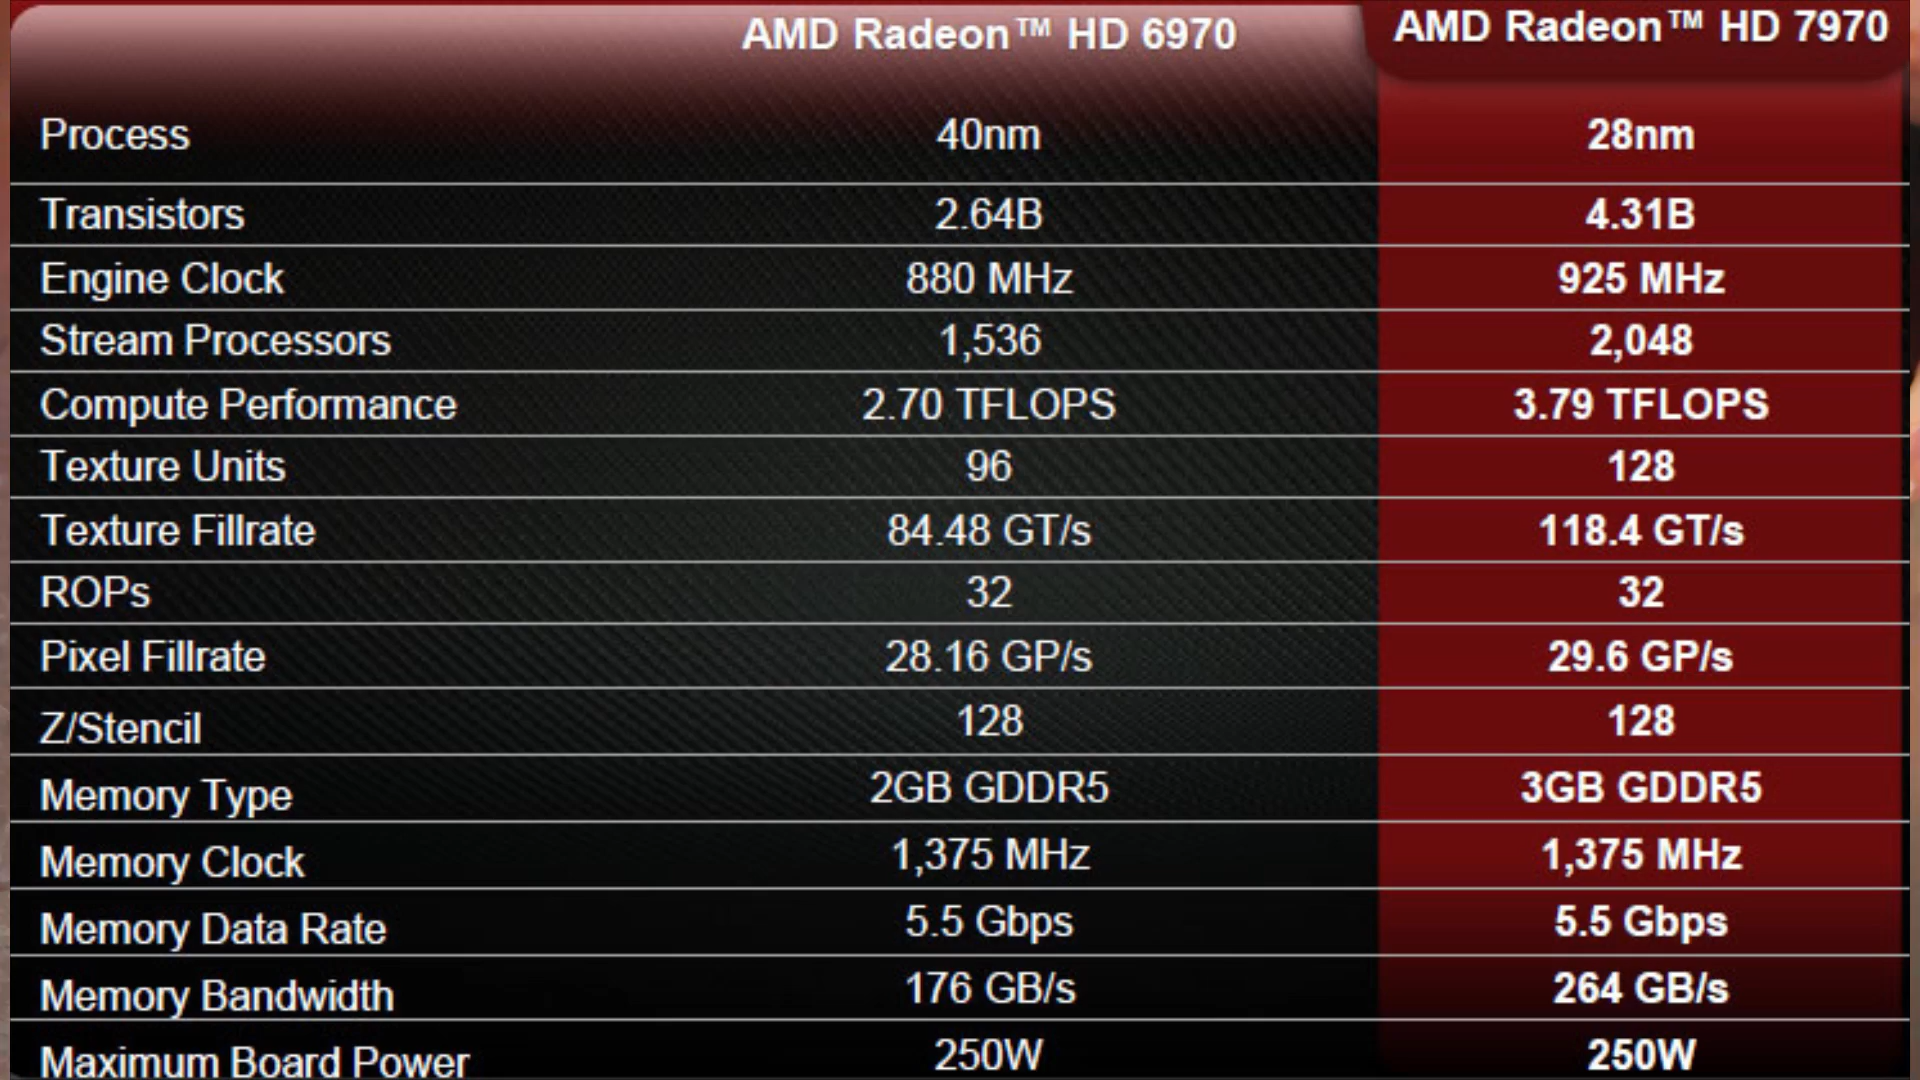 AMD Radeon™ HD 6970 AMD Radeon™ HD 7970
Process 40nm 28nm
Transistors 2.64B 4.31B
Engine Clock 880 MHz 925 MHz
Stream Processors 1,536 2,048
Compute Performance 2.70 TFLOPS 3.79 TFLOPS
Texture Units 96 128
Texture Fillrate 84.48 GT/s 118.4 GT/s
ROPs 32 32
Pixel Fillrate 28.16 GP/s 29.6 GP/s
Z/Stencil 128 128
Memory Type 2GB GDDR5 3GB GDDR5
Memory Clock 1,375 MHz 1,375 MHz
Memory Data Rate 5.5 Gbps 5.5 Gbps
Memory Bandwidth 176 GB/s 264 GB/s
Maximum Board Power 250W 250W